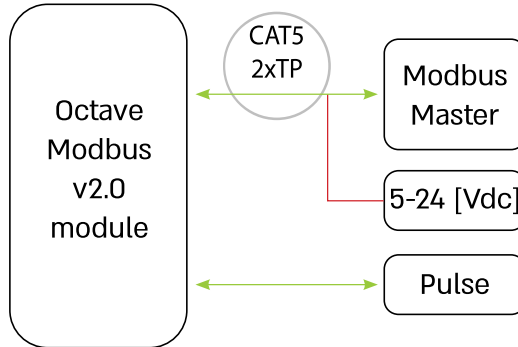 CAT5
2xTP
Octave
Modbus
v2.0
module
Modbus
Master
5-24 [Vdc]
Pulse